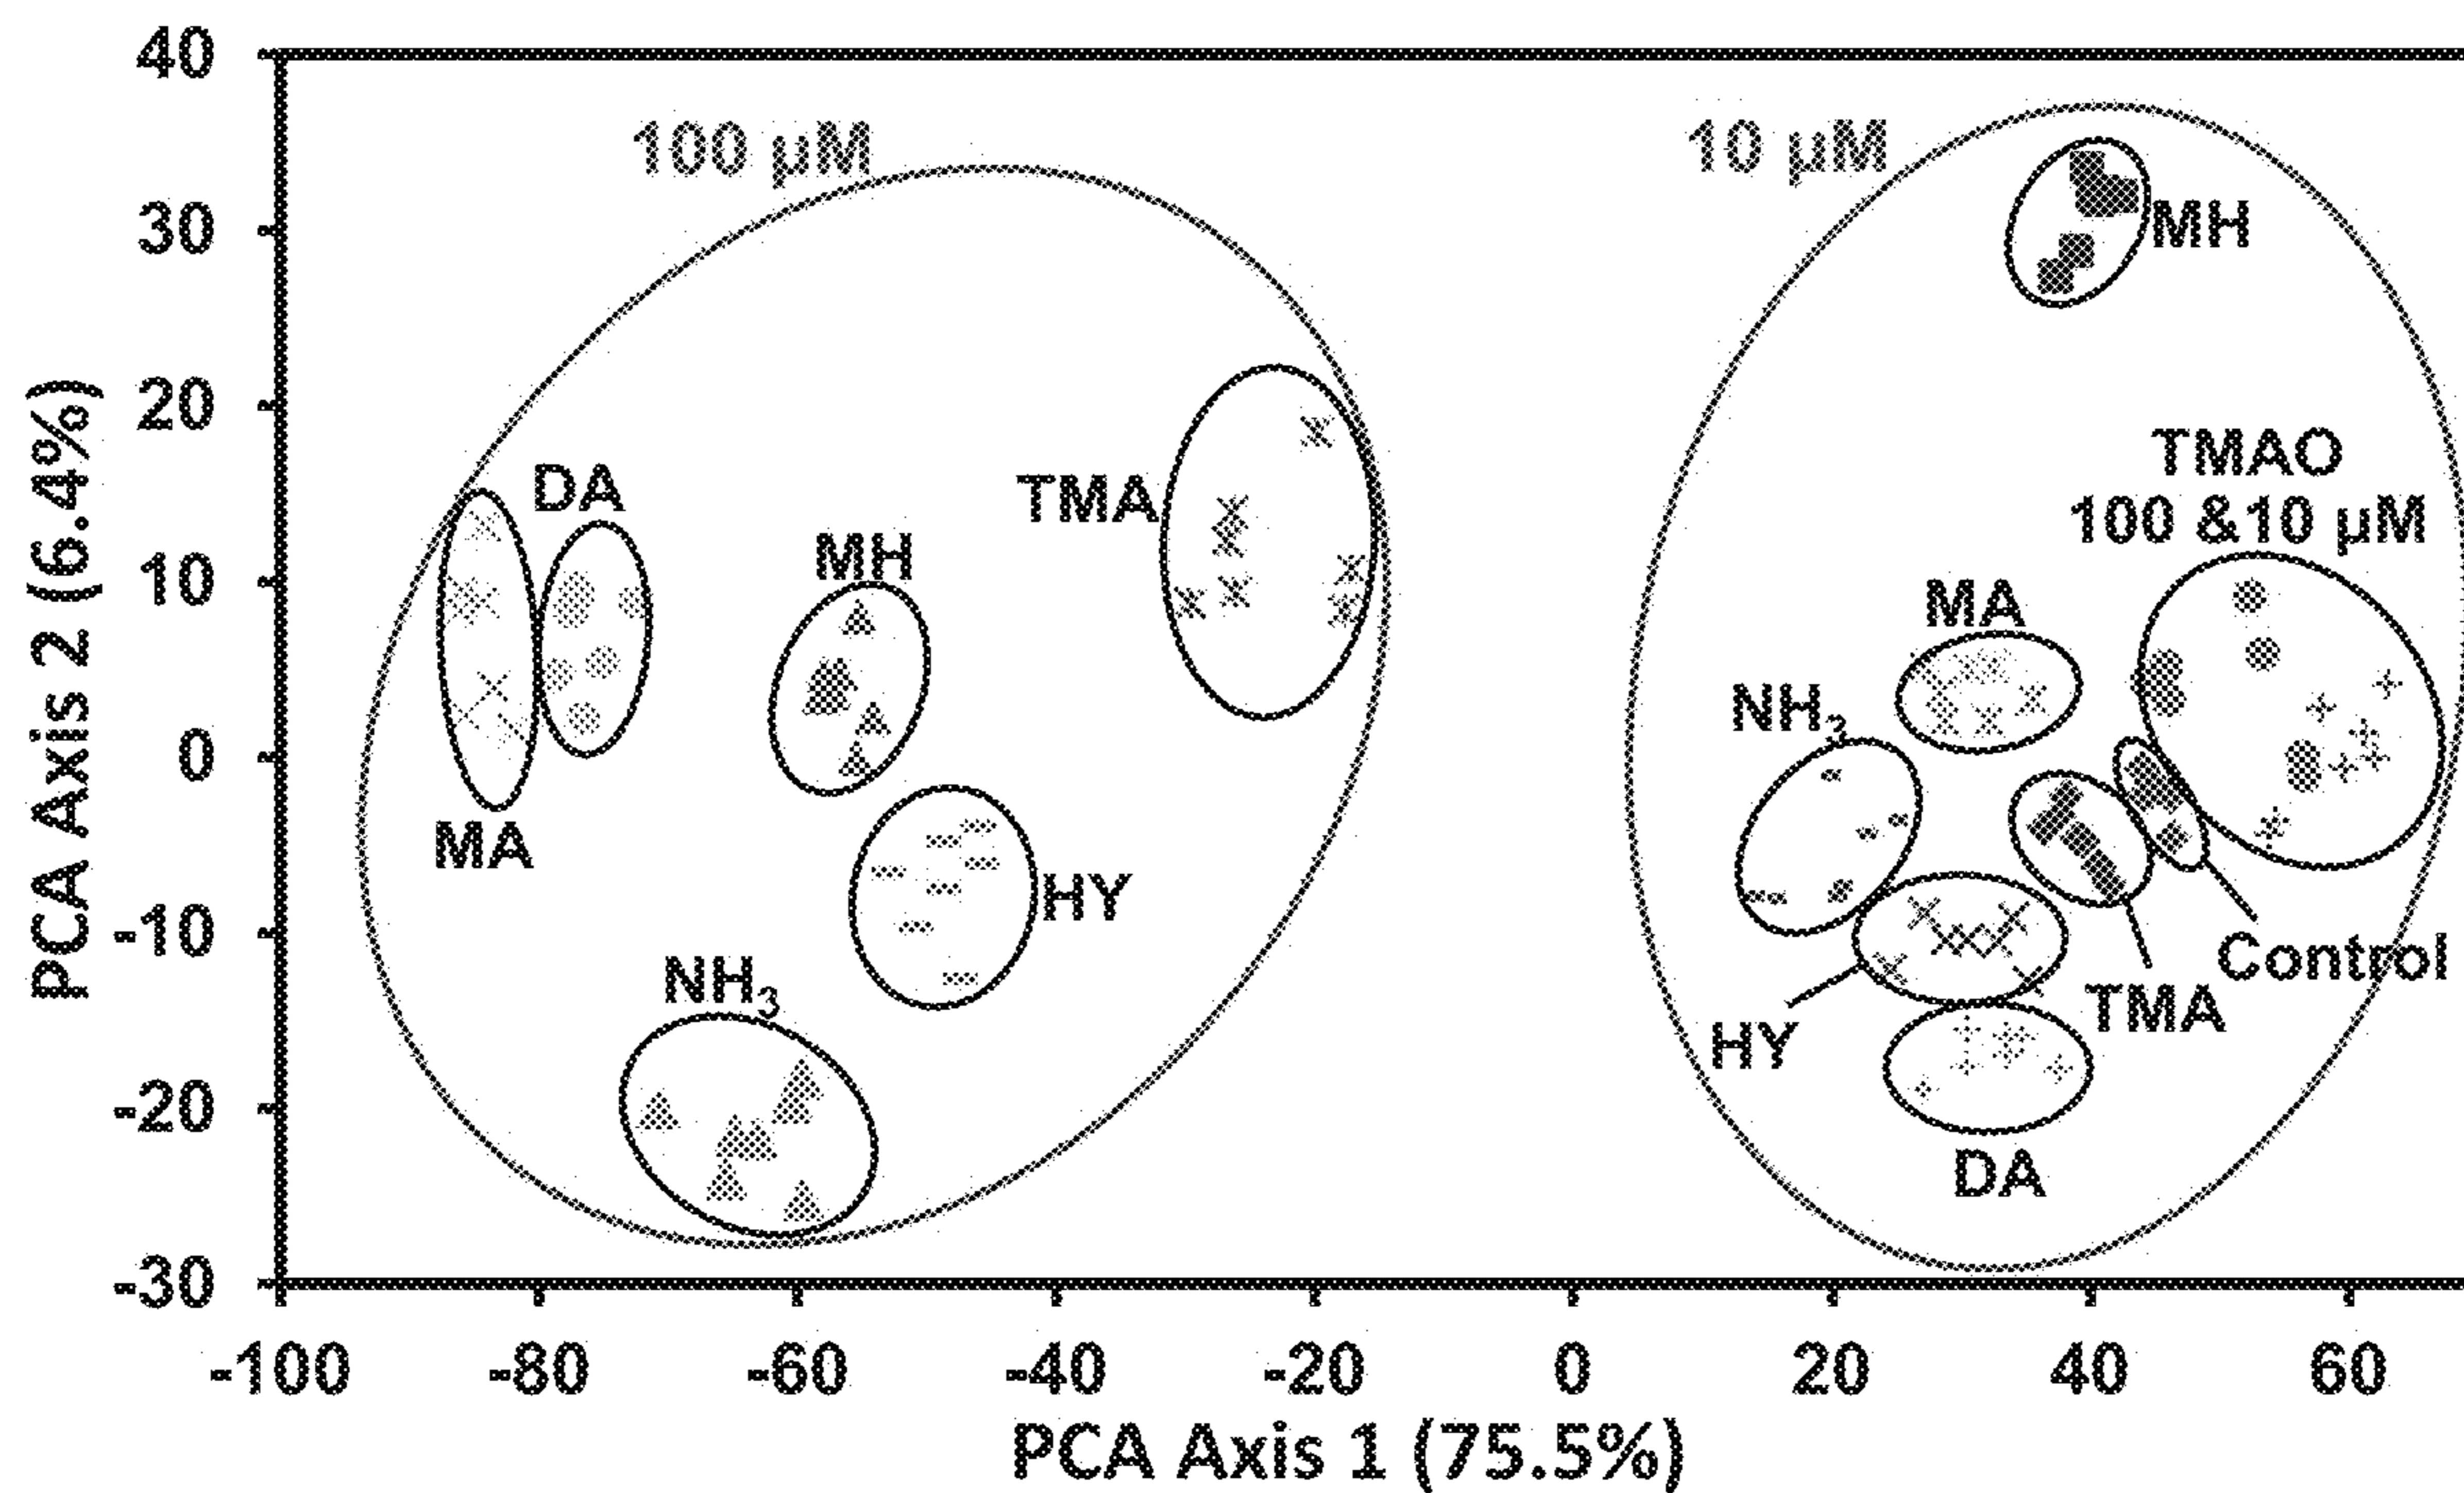 40
30
20
10
0
-10
-20
-30
PCA Axis 2 (6.4%)
100 µM
10 µM
MH
TMAO
100 &10 µM
DA
TMA
MH
MA
NH3
MA
HY
NH3
Control
TMA
HY
DA
-100 -80 -60 -40 -20 0 20 40 60
PCA Axis 1 (75.5%)